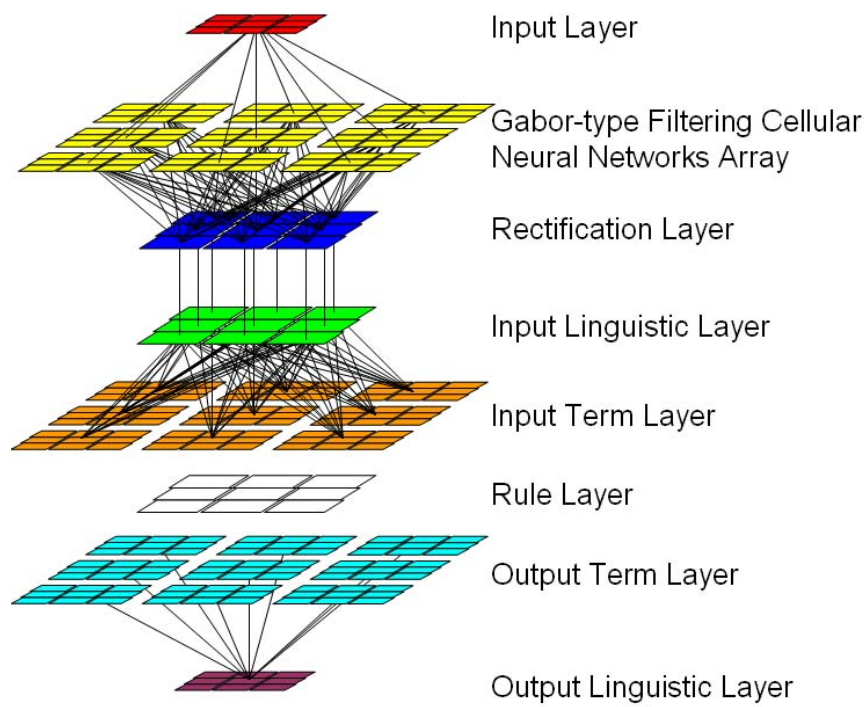 Input Layer
Gabor-type Filtering Cellular
Neural Networks Array
Rectification Layer
Input Linguistic Layer
Input Term Layer
Rule Layer
Output Term Layer
Output Linguistic Layer